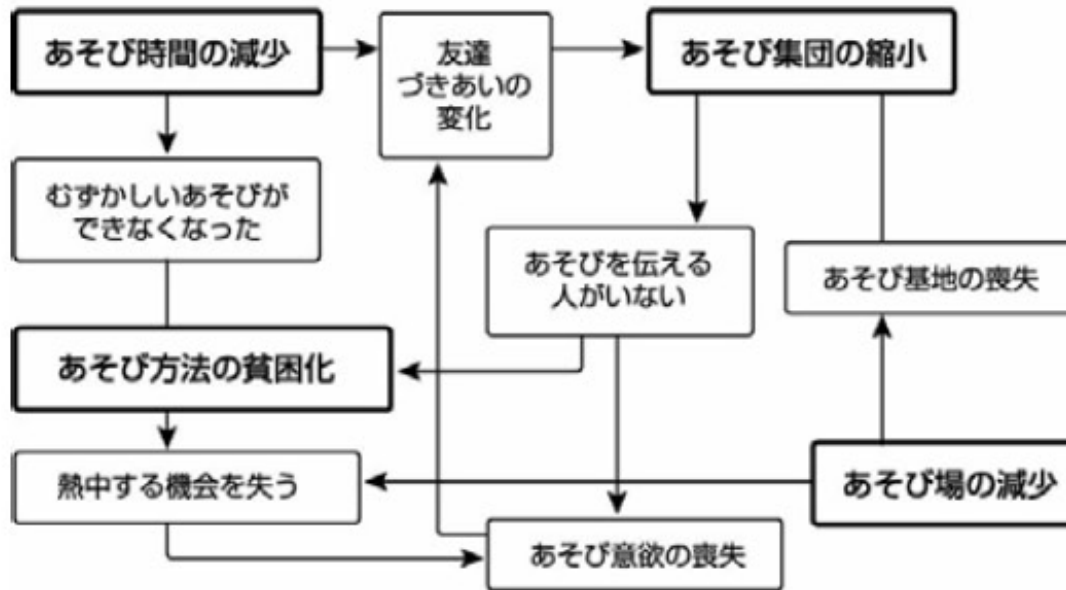 あそび時間の減少
友達
づきあいの
変化
あそび集団の縮小
むずかしいあそびが
できなくなった
あそびを伝える
人がいない
あそび基地の喪失
あそび方法の貧困化
熱中する機会を失う
あそび場の減少
あそび意欲の喪失